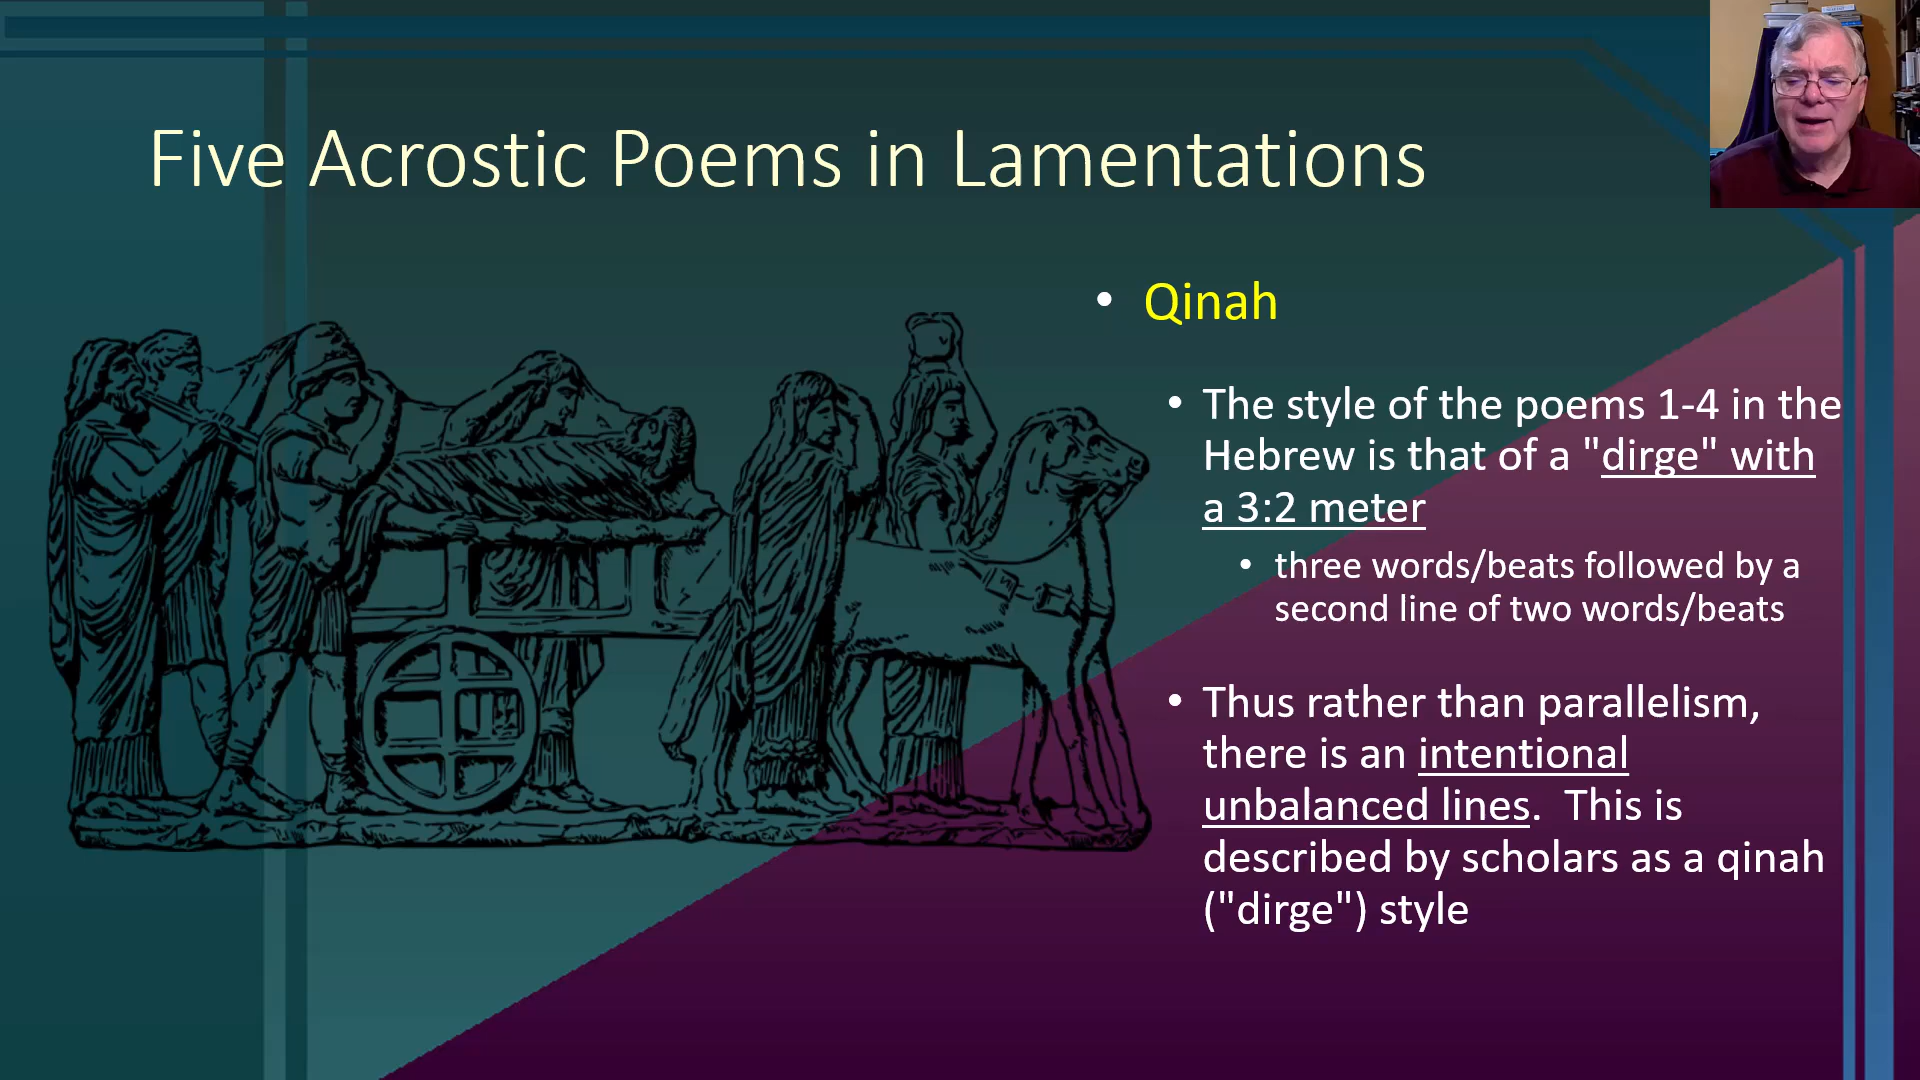 Five Acrostic Poems in Lamentations
• Qinah
• The style of the poems 1-4 in the
Hebrew is that of a "dirge" with
a 3:2 meter
• three words/beats followed by a
second line of two words/beats
• Thus rather than parallelism,
there is an intentional
unbalanced lines.  This is
described by scholars as a qinah
("dirge") style